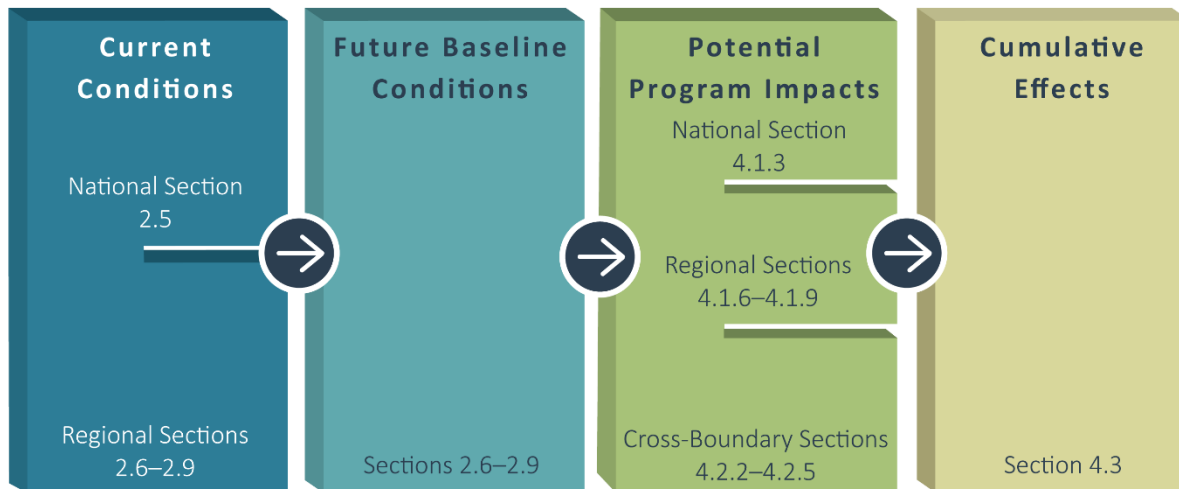 Current
Conditions
National Section
2.5
Regional Sections
2.6–2.9
Future Baseline
Conditions
Sections 2.6–2.9
Potential
Program Impacts
National Section
4.1.3
Regional Sections
4.1.6–4.1.9
Cross-Boundary Sections
4.2.2–4.2.5
Cumulative
Effects
Section 4.3